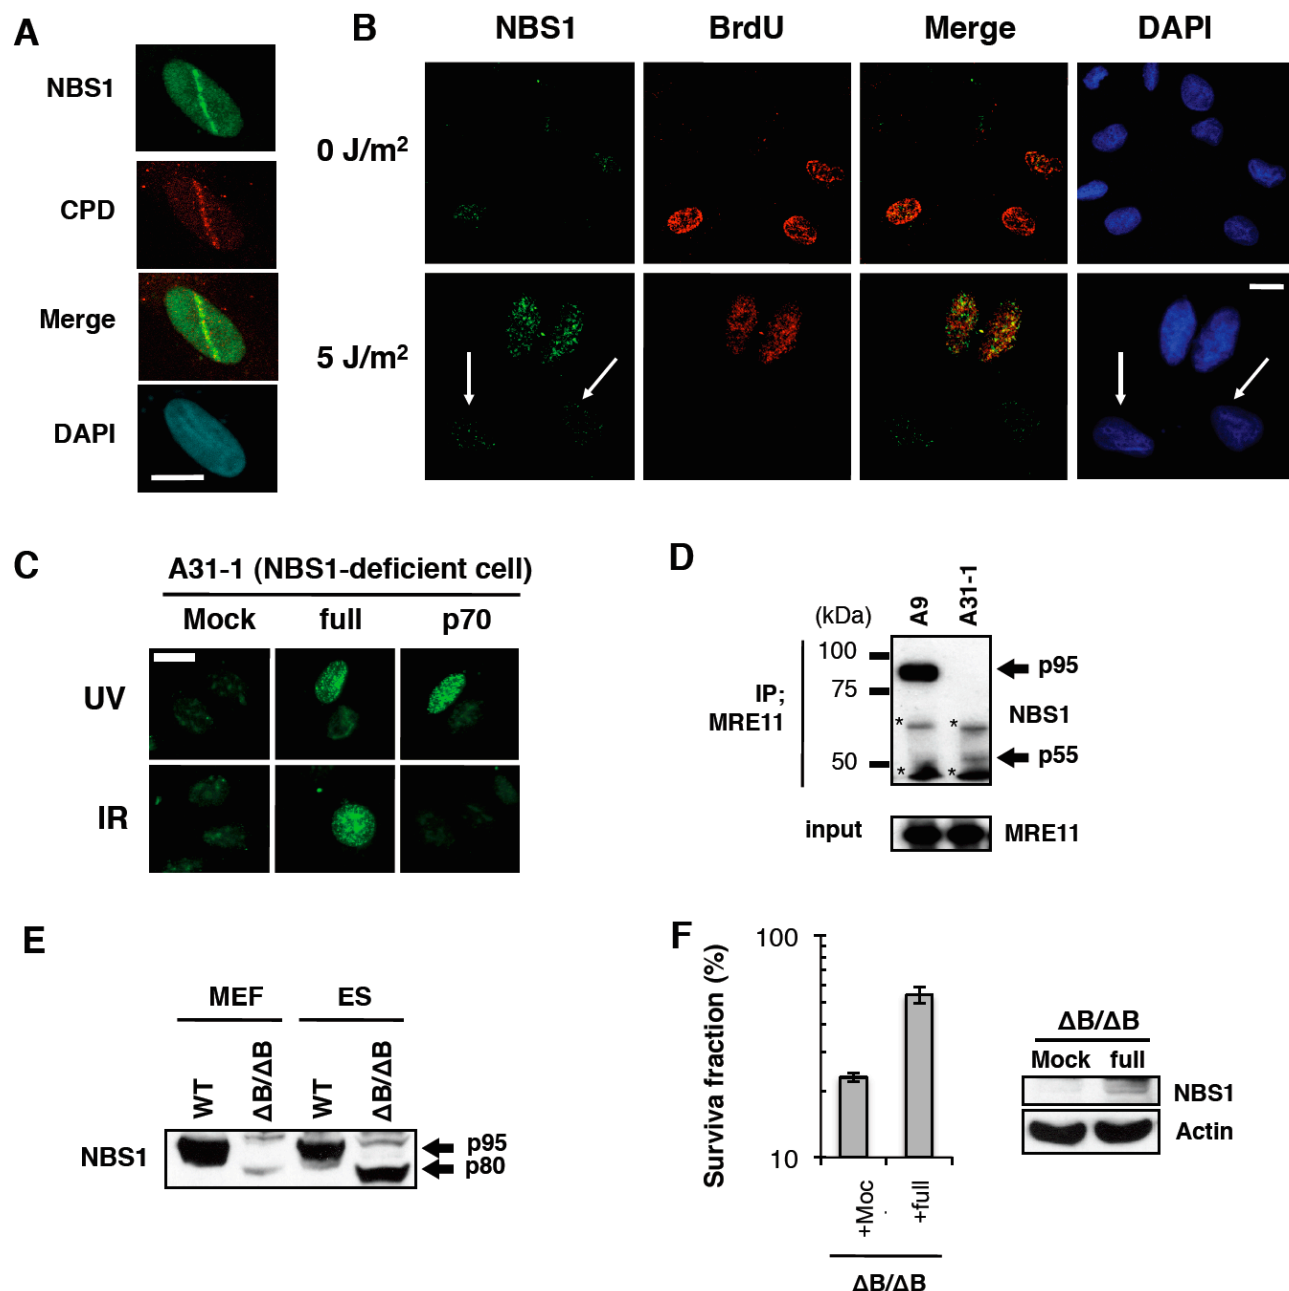 A
NBS1
CPD
Merge
DAPI
B
NBS1 BrdU Merge DAPI
0 J/m²
5 J/m²
C
A31-1 (NBS1-deficient cell)
Mock full p70
UV
IR
D
(kDa) A9 A31-1
100
75
50
IP;
MRE11
* *
* *
p95
NBS1
p55
input MRE11
E
MEF ES
WT ΔB/ΔB WT ΔB/ΔB
NBS1
p95
p80
F
Surviva fraction (%)
100
10
+Moc +full
ΔB/ΔB
ΔB/ΔB
Mock full
NBS1
Actin